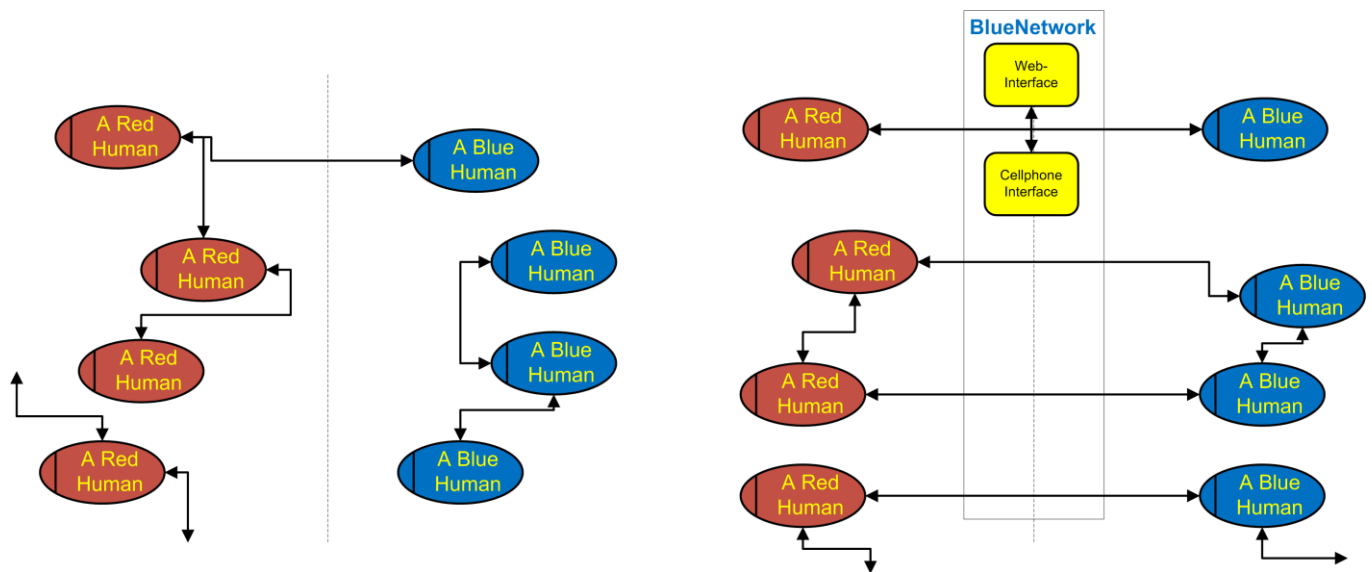 A Red
Human
A Blue
Human
A Red
Human
A Blue
Human
A Red
Human
A Blue
Human
A Red
Human
A Blue
Human
BlueNetwork
Web-
Interface
A Red
Human
A Blue
Human
Cellphone
Interface
A Red
Human
A Blue
Human
A Red
Human
A Blue
Human
A Red
Human
A Blue
Human